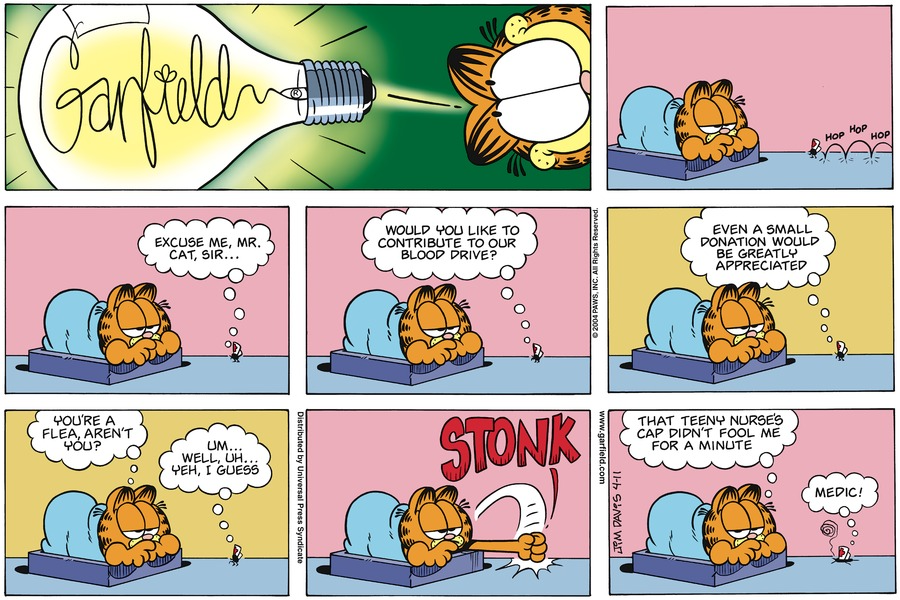 Garfield
®
HOP HOP HOP
EXCUSE ME, MR.
CAT, SIR...
WOULD YOU LIKE TO
CONTRIBUTE TO OUR
BLOOD DRIVE?
© 2004 PAWS, INC. All Rights Reserved.
EVEN A SMALL
DONATION WOULD
BE GREATLY
APPRECIATED
YOU'RE A
FLEA, AREN'T
YOU?
UM...
WELL, UH...
YEH, I GUESS
Distributed by Universal Press Syndicate
STONK
www.garfield.com
THAT TEENY NURSE'S
CAP DIDN'T FOOL ME
FOR A MINUTE
MEDIC!
JIM DAVIS 4-11